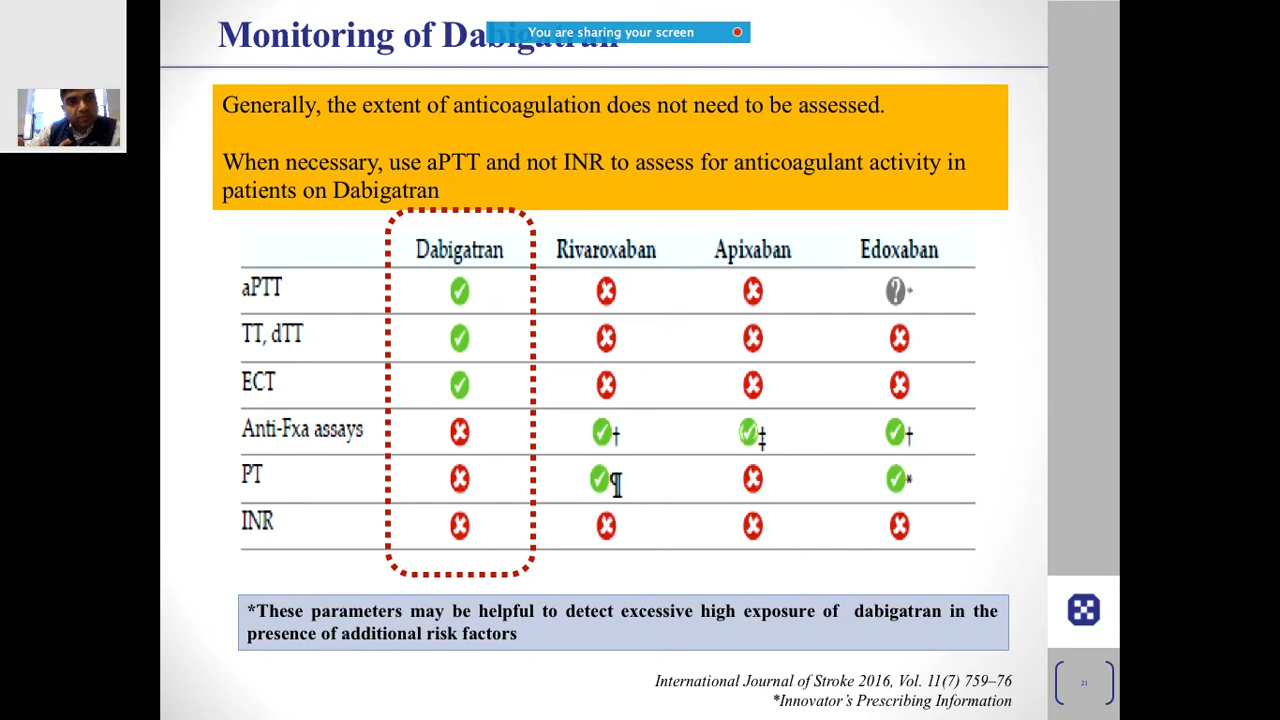 Monitoring of Dabigatran
You are sharing your screen
Generally, the extent of anticoagulation does not need to be assessed.
When necessary, use aPTT and not INR to assess for anticoagulant activity in
patients on Dabigatran
Dabigatran Rivaroxaban Apixaban Edoxaban
aPTT ?*
TT, dTT
ECT
Anti-Fxa assays † ‡ †
PT ¶ *
INR
*These parameters may be helpful to detect excessive high exposure of dabigatran in the
presence of additional risk factors
International Journal of Stroke 2016, Vol. 11(7) 759–76
*Innovator's Prescribing Information
21